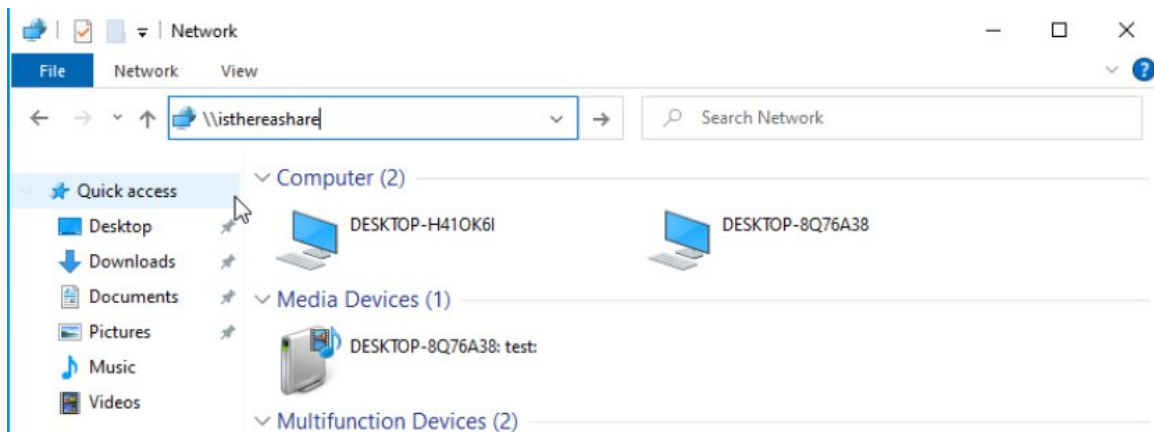 Network
File Network View
\\isthereashare Search Network
Quick access
Desktop
Downloads
Documents
Pictures
Music
Videos
Computer (2)
DESKTOP-H41OK6I DESKTOP-8Q76A38
Media Devices (1)
DESKTOP-8Q76A38: test:
Multifunction Devices (2)